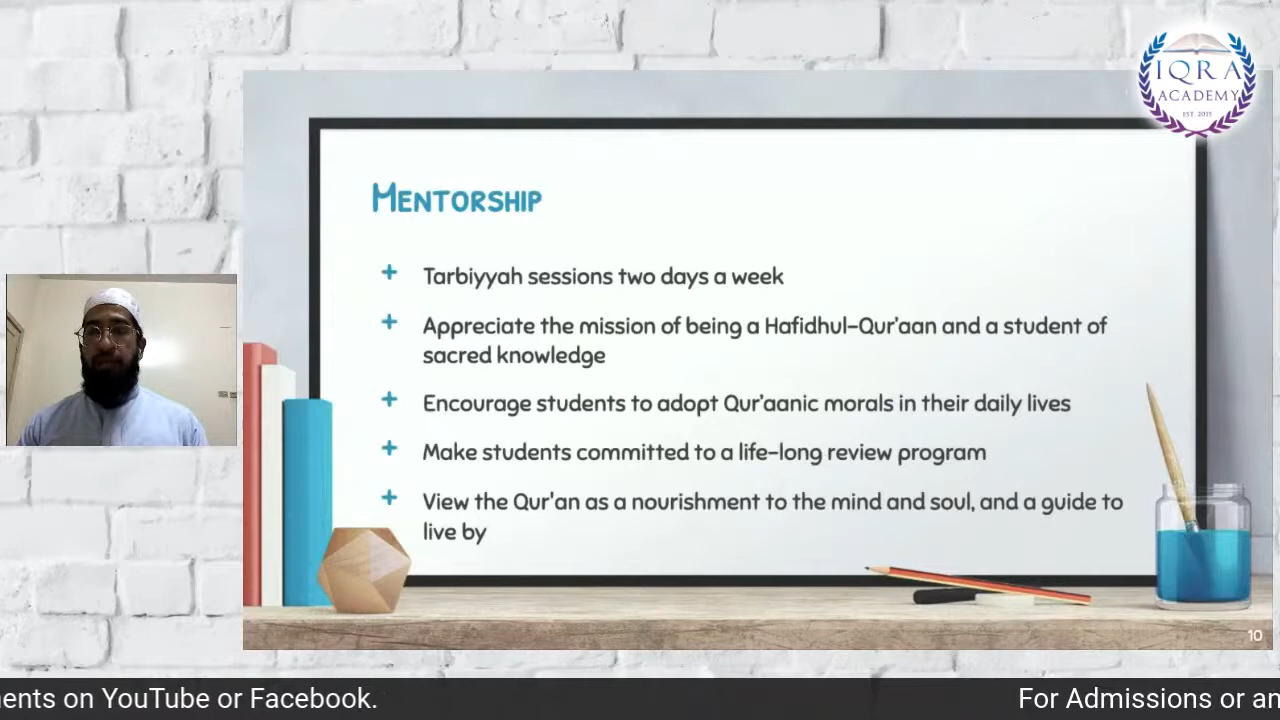 IQRA
ACADEMY
EST. 2015
MENTORSHIP
+ Tarbiyyah sessions two days a week
+ Appreciate the mission of being a Hafidhul-Qur'aan and a student of
sacred knowledge
+ Encourage students to adopt Qur'aanic morals in their daily lives
+ Make students committed to a life-long review program
+ View the Qur'an as a nourishment to the mind and soul, and a guide to
live by
10
ents on YouTube or Facebook.
For Admissions or an